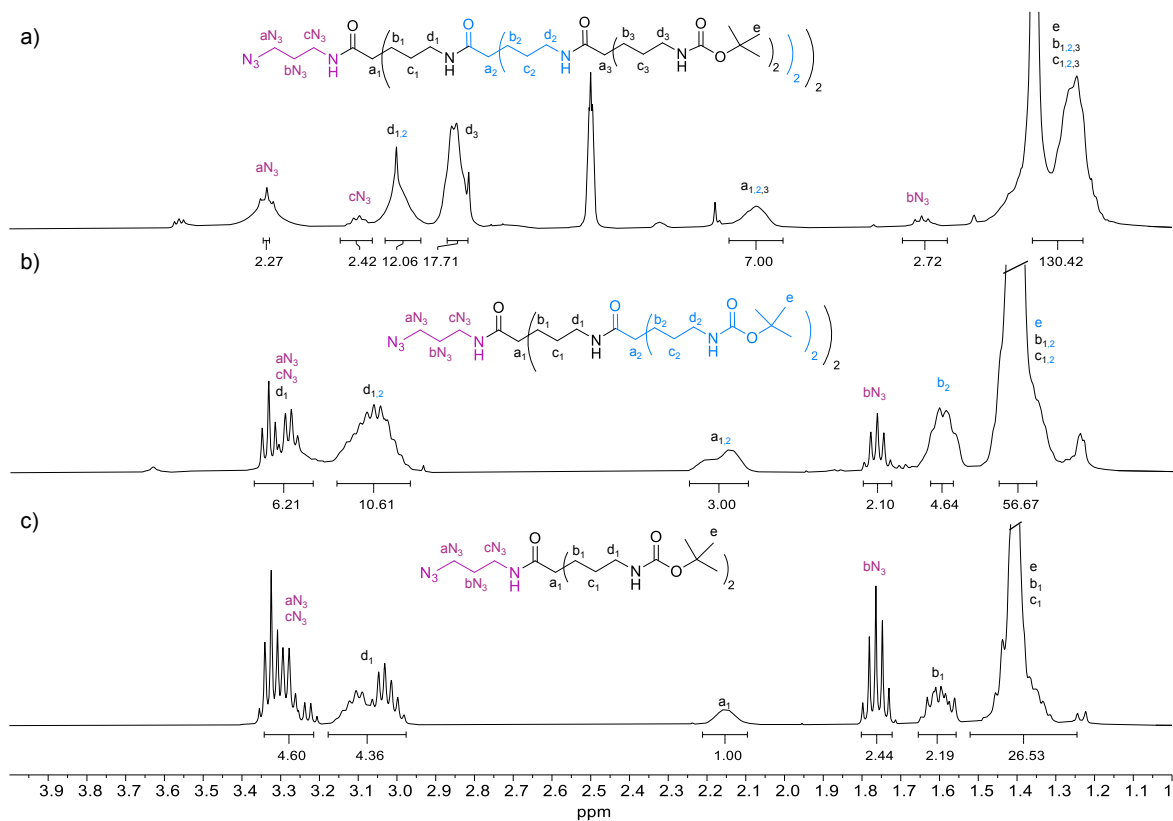 a)
aN₃ cN₃ O b₁ d₁ O b₂ d₂ O b₃ d₃ O e
N₃ N H N H N H N H O
bN₃ a₁ c₁ a₂ c₂ a₃ c₃ 2 2 2
e
b₁,₂,₃
c₁,₂,₃
aN₃ cN₃ d₁,₂ d₃ a₁,₂,₃ bN₃
2.27 2.42 12.06 17.71 7.00 2.72 130.42
b)
aN₃ cN₃ O b₁ d₁ O b₂ d₂ O e
N₃ N H N H N H O
bN₃ a₁ c₁ a₂ c₂ 2 2
e
b₁,₂
c₁,₂
aN₃
cN₃
d₁ d₁,₂ a₁,₂ bN₃ b₂
6.21 10.61 3.00 2.10 4.64 56.67
c)
aN₃ cN₃ O b₁ d₁ O e
N₃ N H N H O
bN₃ a₁ c₁ 2
e
b₁
c₁
aN₃
cN₃
d₁ a₁ bN₃ b₁
4.60 4.36 1.00 2.44 2.19 26.53
3.9 3.8 3.7 3.6 3.5 3.4 3.3 3.2 3.1 3.0 2.9 2.8 2.7 2.6 2.5 2.4 2.3 2.2 2.1 2.0 1.9 1.8 1.7 1.6 1.5 1.4 1.3 1.2 1.1 1
ppm